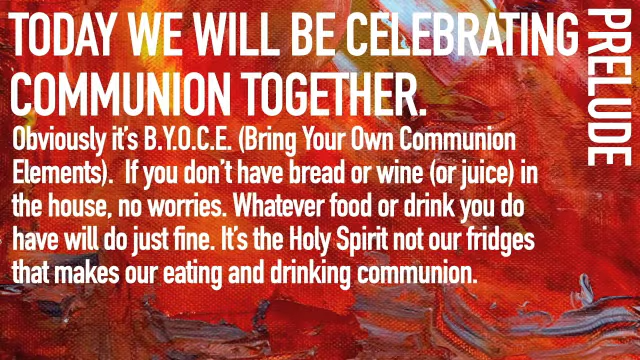 TODAY WE WILL BE CELEBRATING
COMMUNION TOGETHER.
Obviously it's B.Y.O.C.E. (Bring Your Own Communion
Elements).  If you don't have bread or wine (or juice) in
the house, no worries. Whatever food or drink you do
have will do just fine. It's the Holy Spirit not our fridges
that makes our eating and drinking communion.
PRELUDE